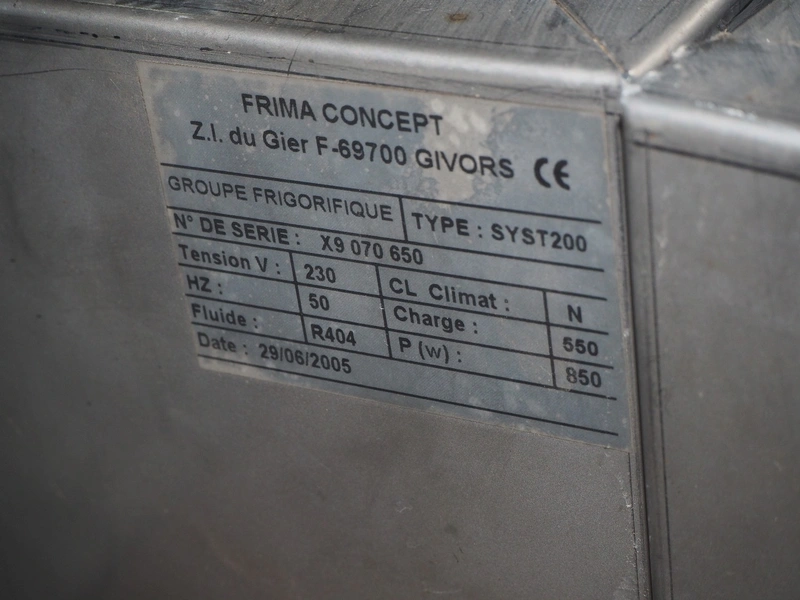 FRIMA CONCEPT
Z.I. du Gier F-69700 GIVORS CE
GROUPE FRIGORIFIQUE TYPE : SYST200
N° DE SERIE : X9 070 650
Tension V : 230 CL Climat : N
HZ : 50 Charge : 550
Fluide : R404 P (w) : 850
Date : 29/06/2005